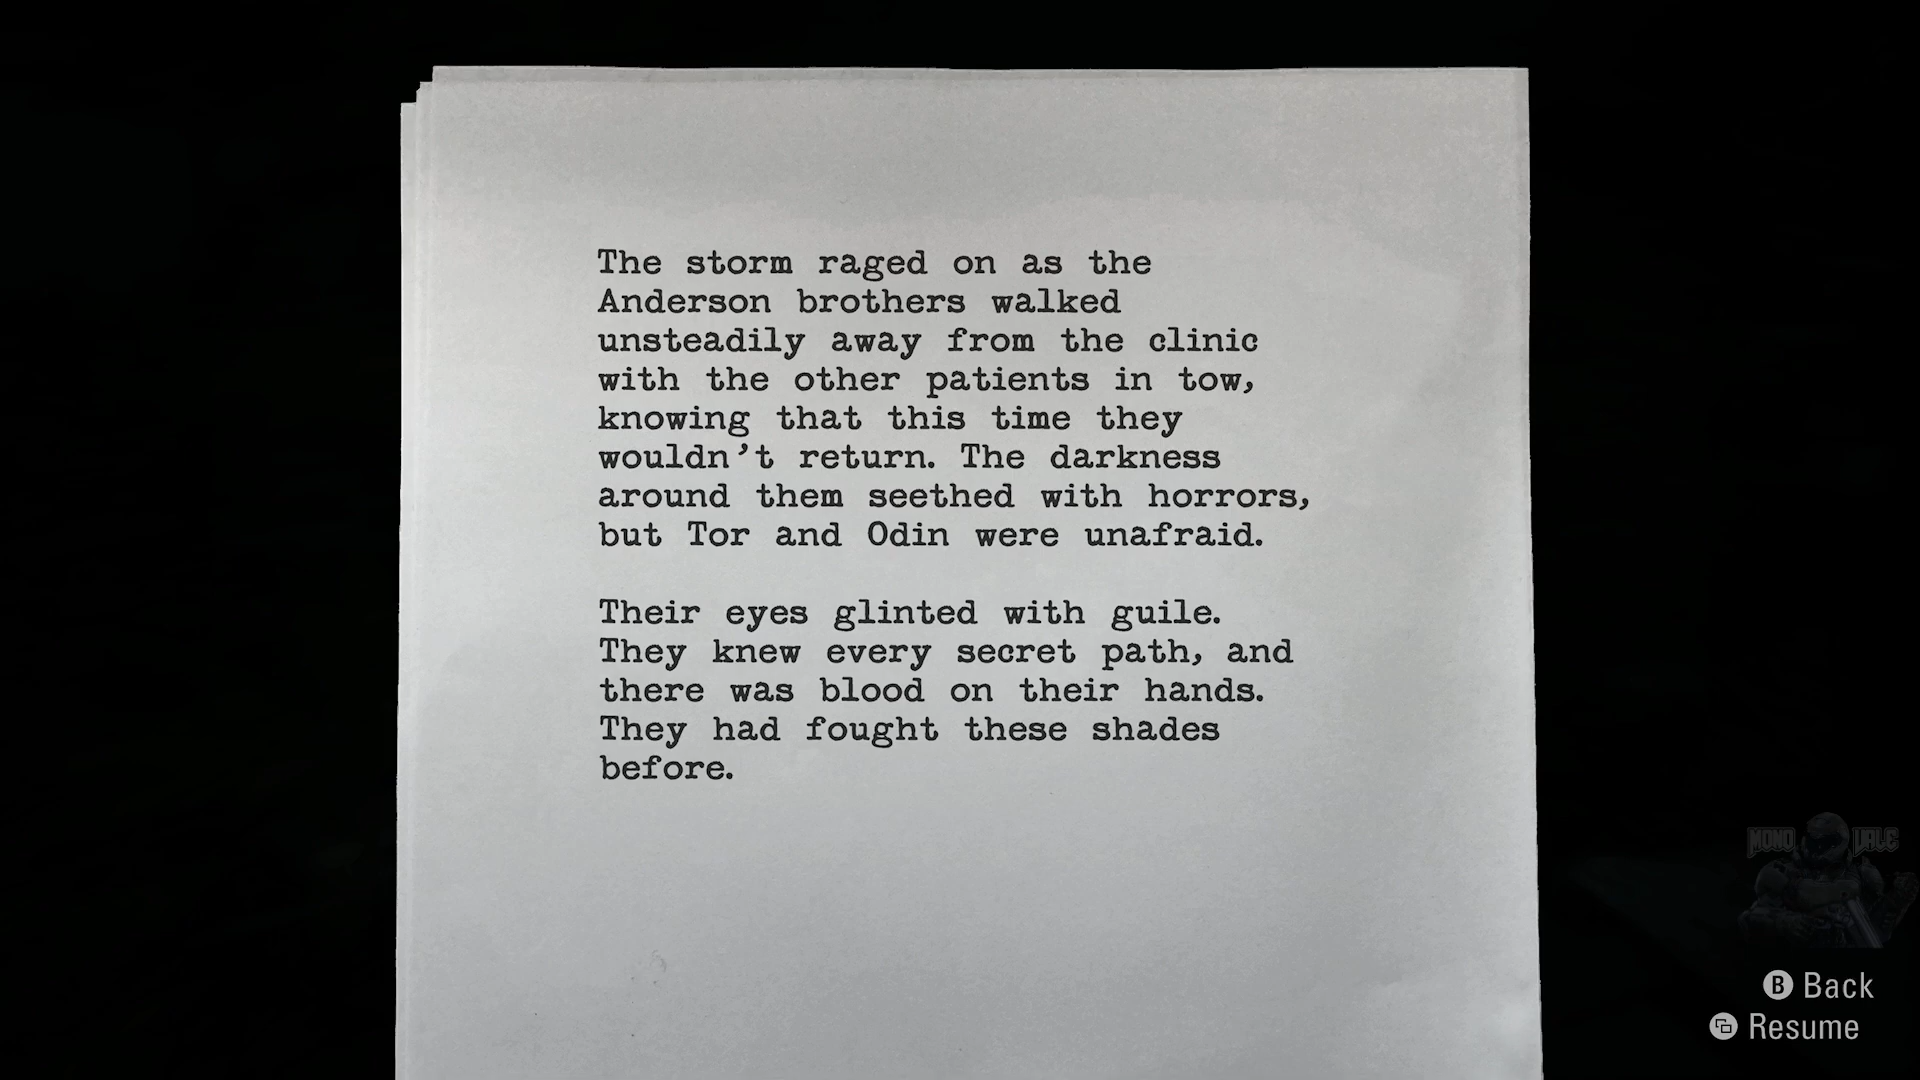 The storm raged on as the
Anderson brothers walked
unsteadily away from the clinic
with the other patients in tow,
knowing that this time they
wouldn’t return. The darkness
around them seethed with horrors,
but Tor and Odin were unafraid.
Their eyes glinted with guile.
They knew every secret path, and
there was blood on their hands.
They had fought these shades
before.
MONO VALE
B Back
Resume